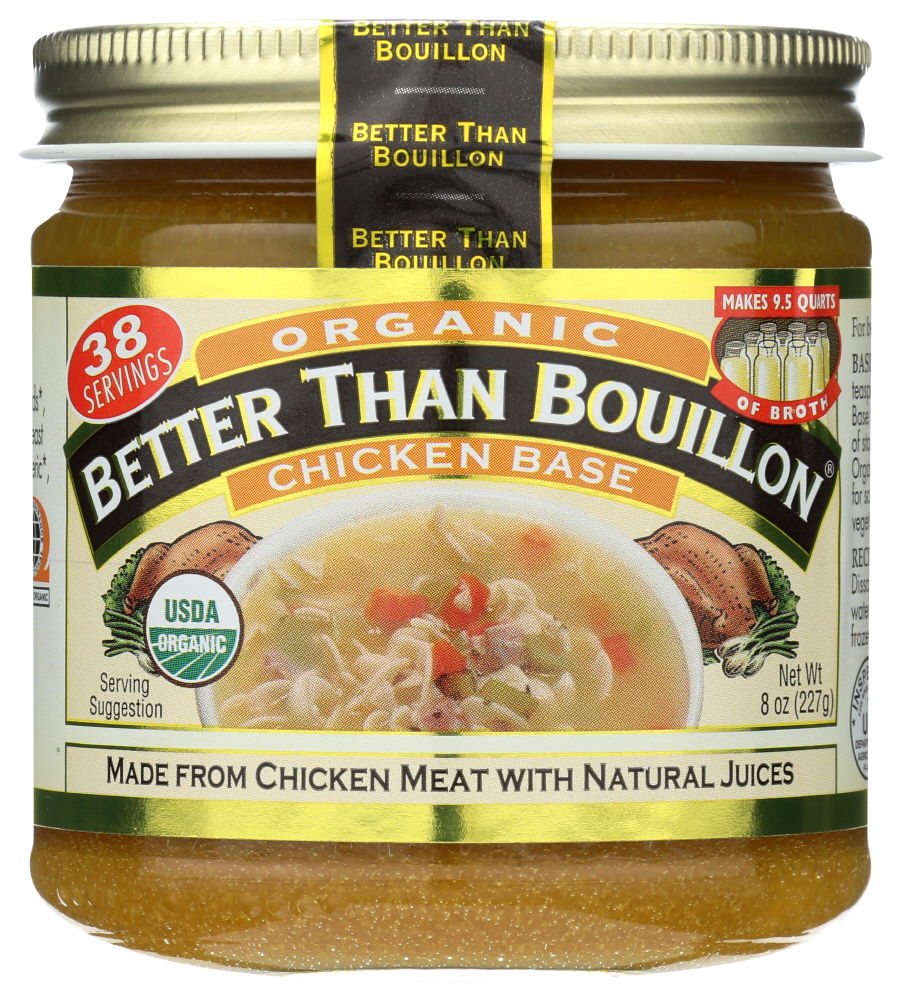 BETTER THAN
BOUILLON
BETTER THAN
BOUILLON
BETTER THAN
BOUILLON
38
SERVINGS
MAKES 9.5 QUARTS
OF BROTH
ORGANIC
BETTER THAN BOUILLON®
CHICKEN BASE
USDA
ORGANIC
Serving
Suggestion
Net Wt
8 oz (227g)
MADE FROM CHICKEN MEAT WITH NATURAL JUICES